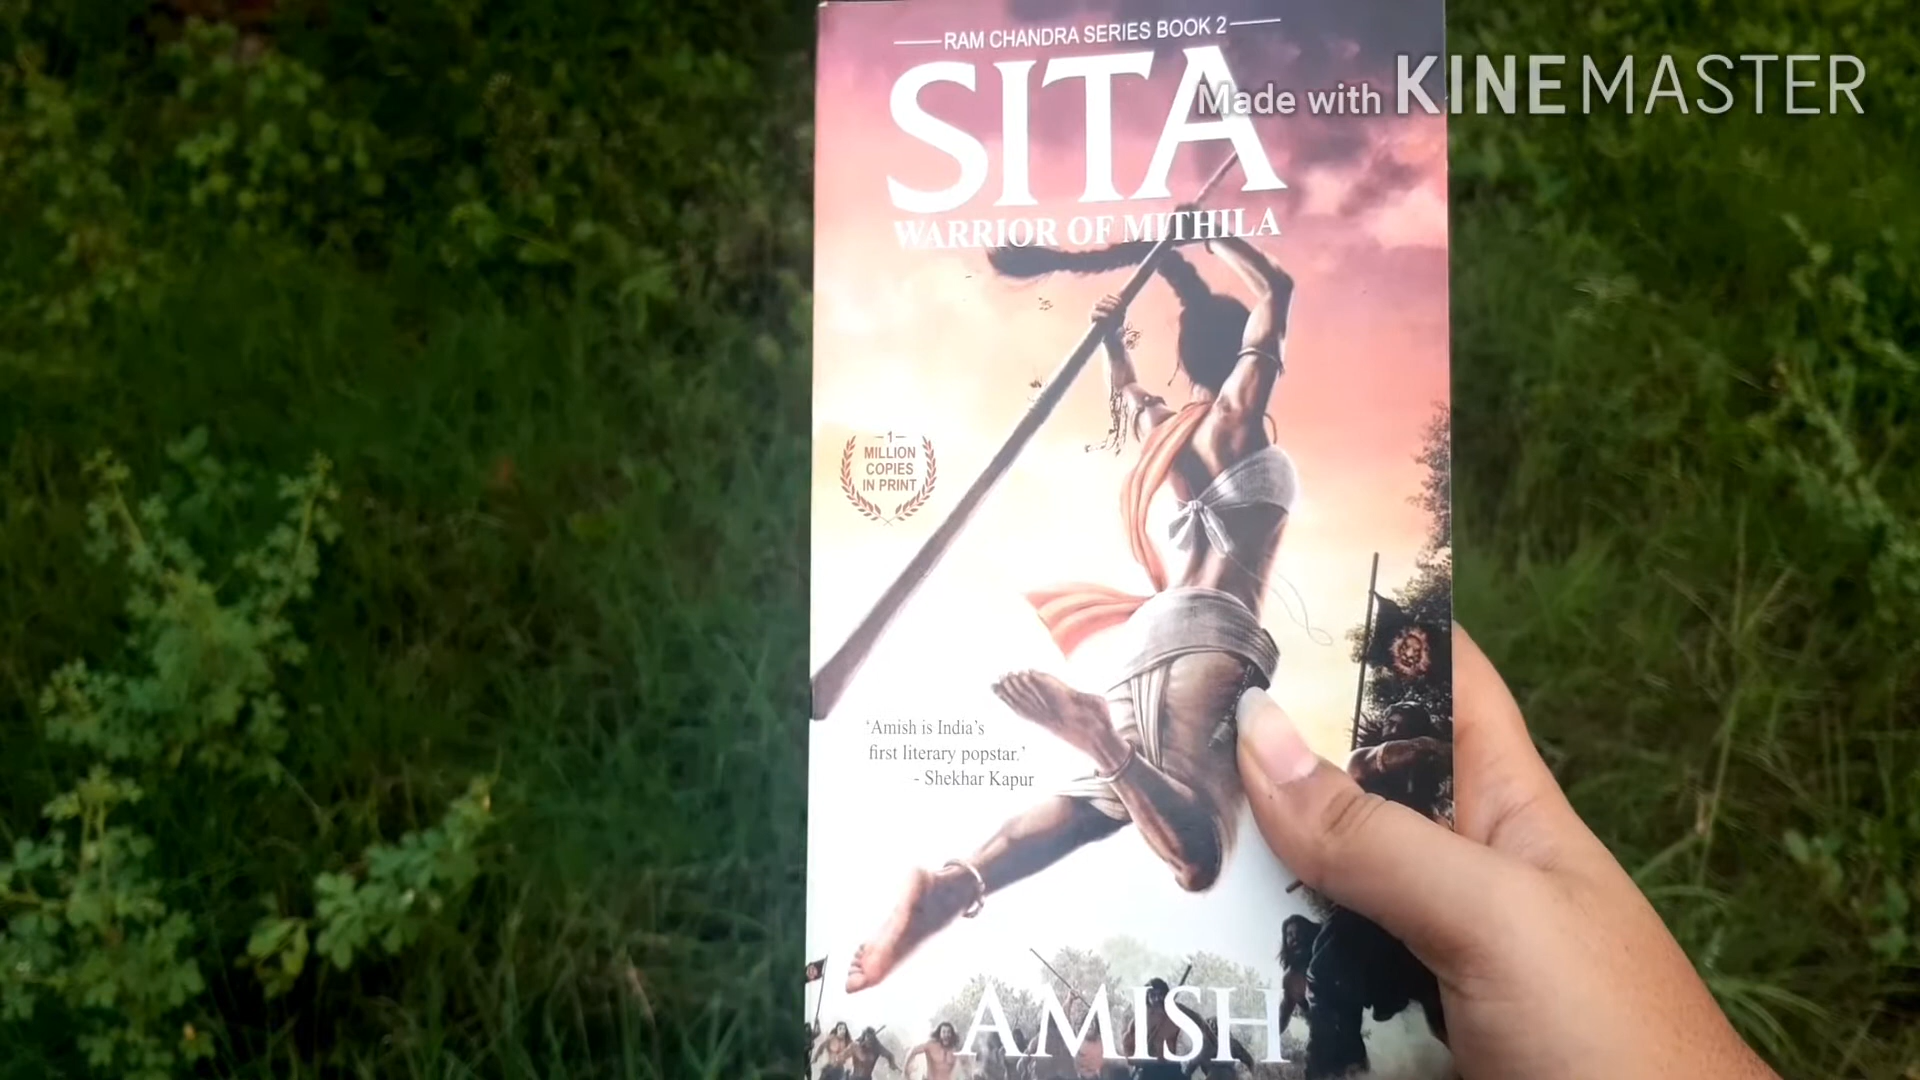 RAM CHANDRA SERIES BOOK 2
SITA
Made with KINEMASTER
WARRIOR OF MITHILA
1
MILLION
COPIES
IN PRINT
'Amish is India's
first literary popstar.'
- Shekhar Kapur
AMISH